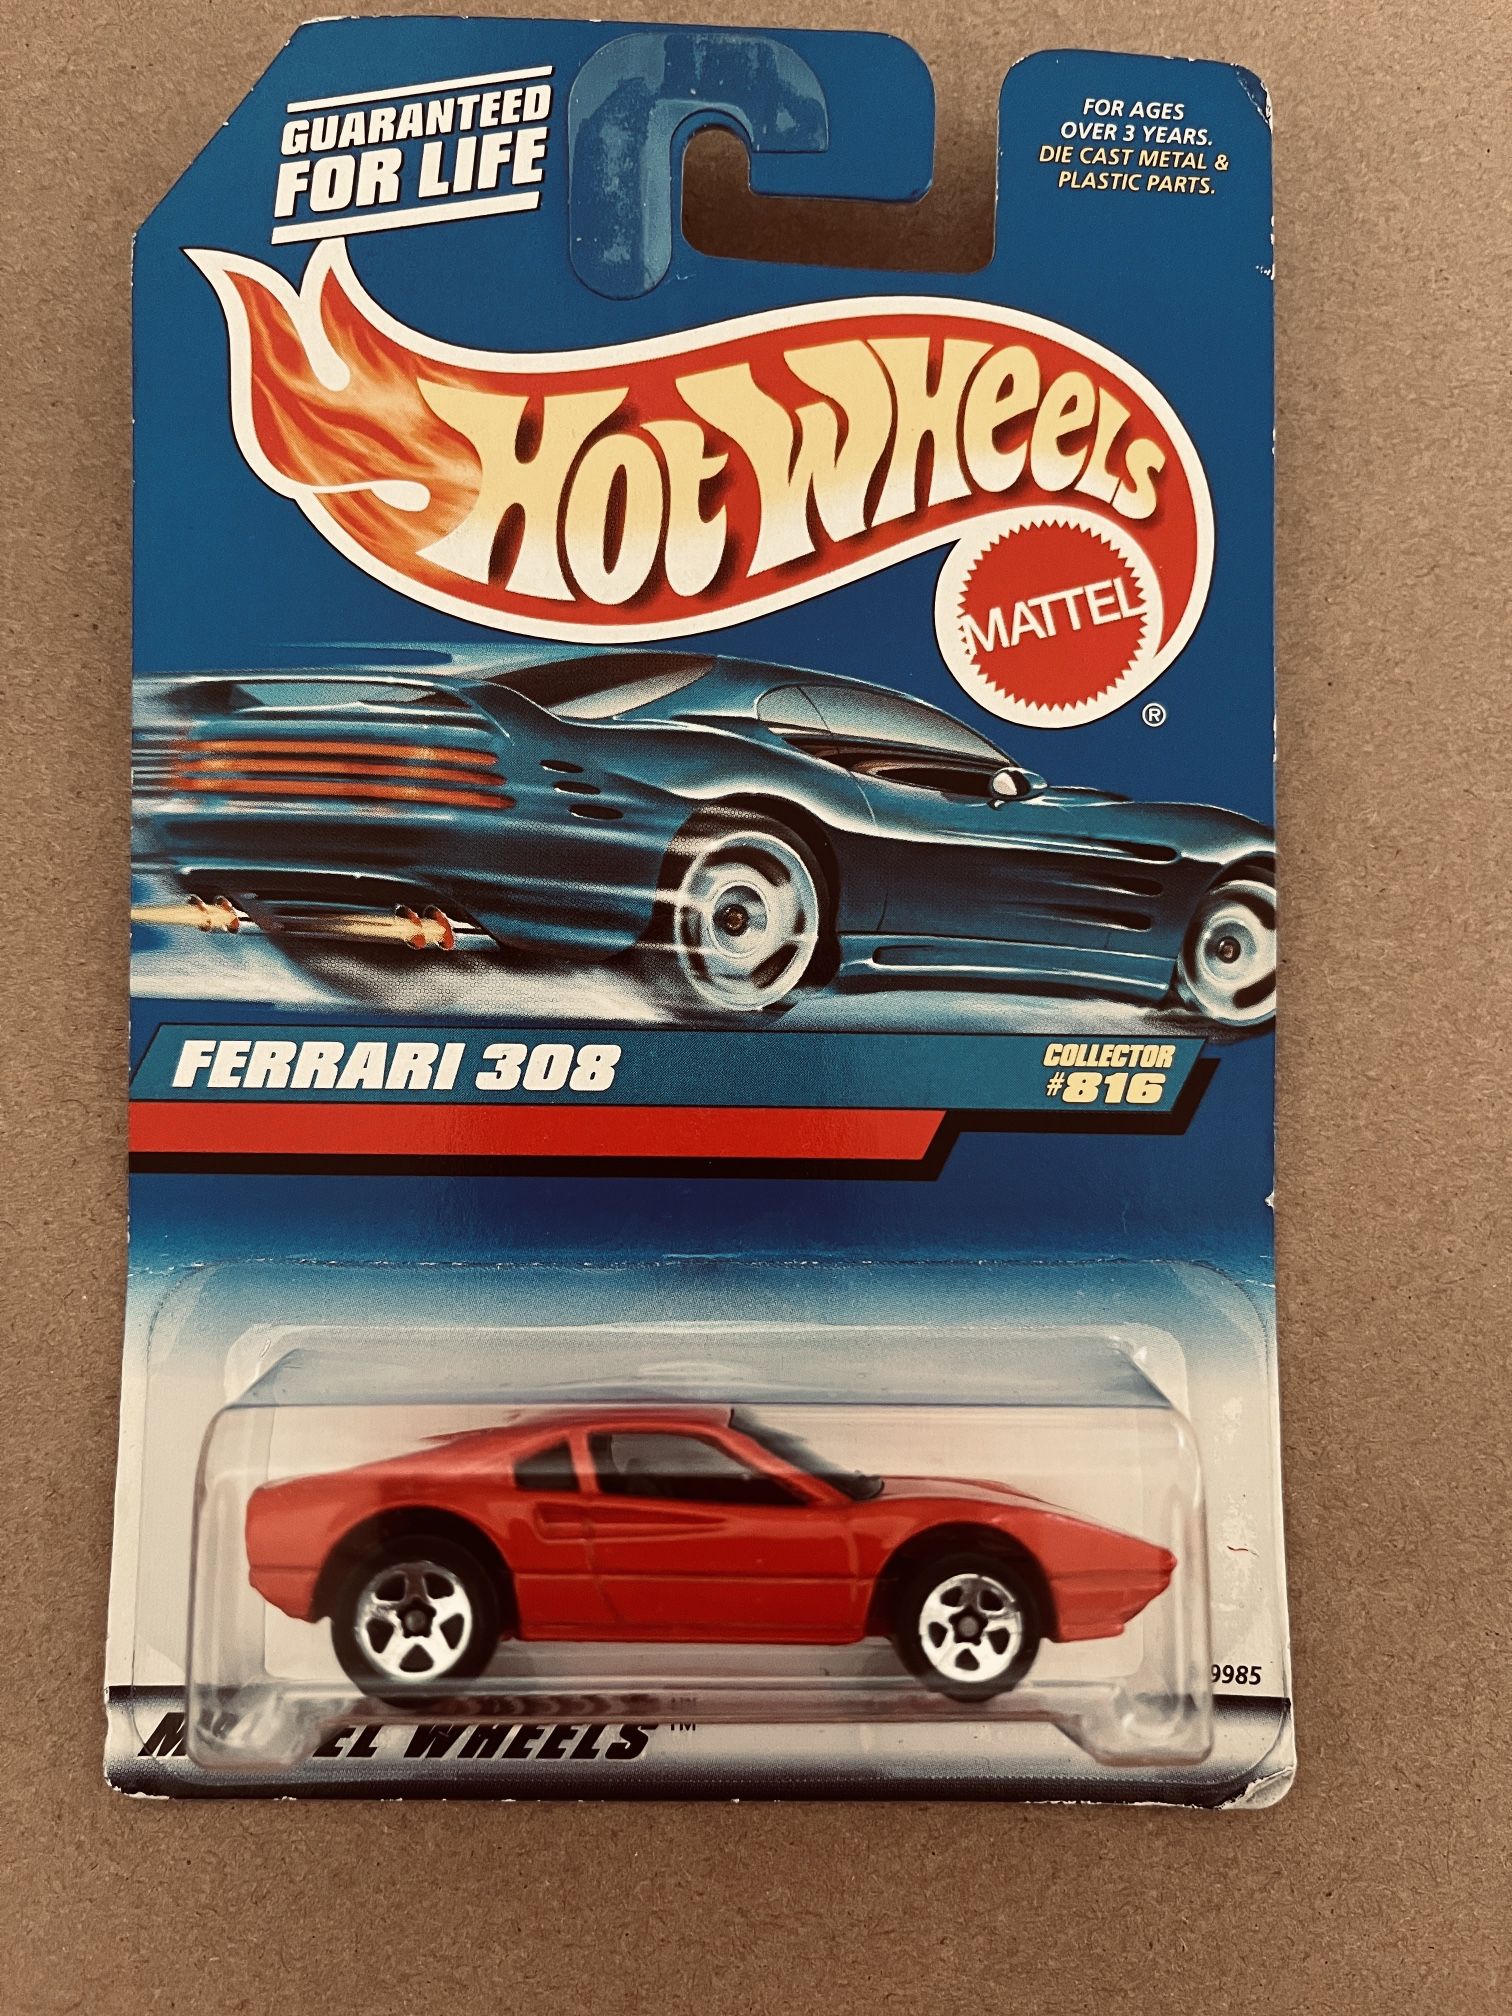 GUARANTEED
FOR LIFE
FOR AGES
OVER 3 YEARS.
DIE CAST METAL &
PLASTIC PARTS.
HOT WHEELS
MATTEL
®
FERRARI 308
COLLECTOR
#816
9985
WHEELS™